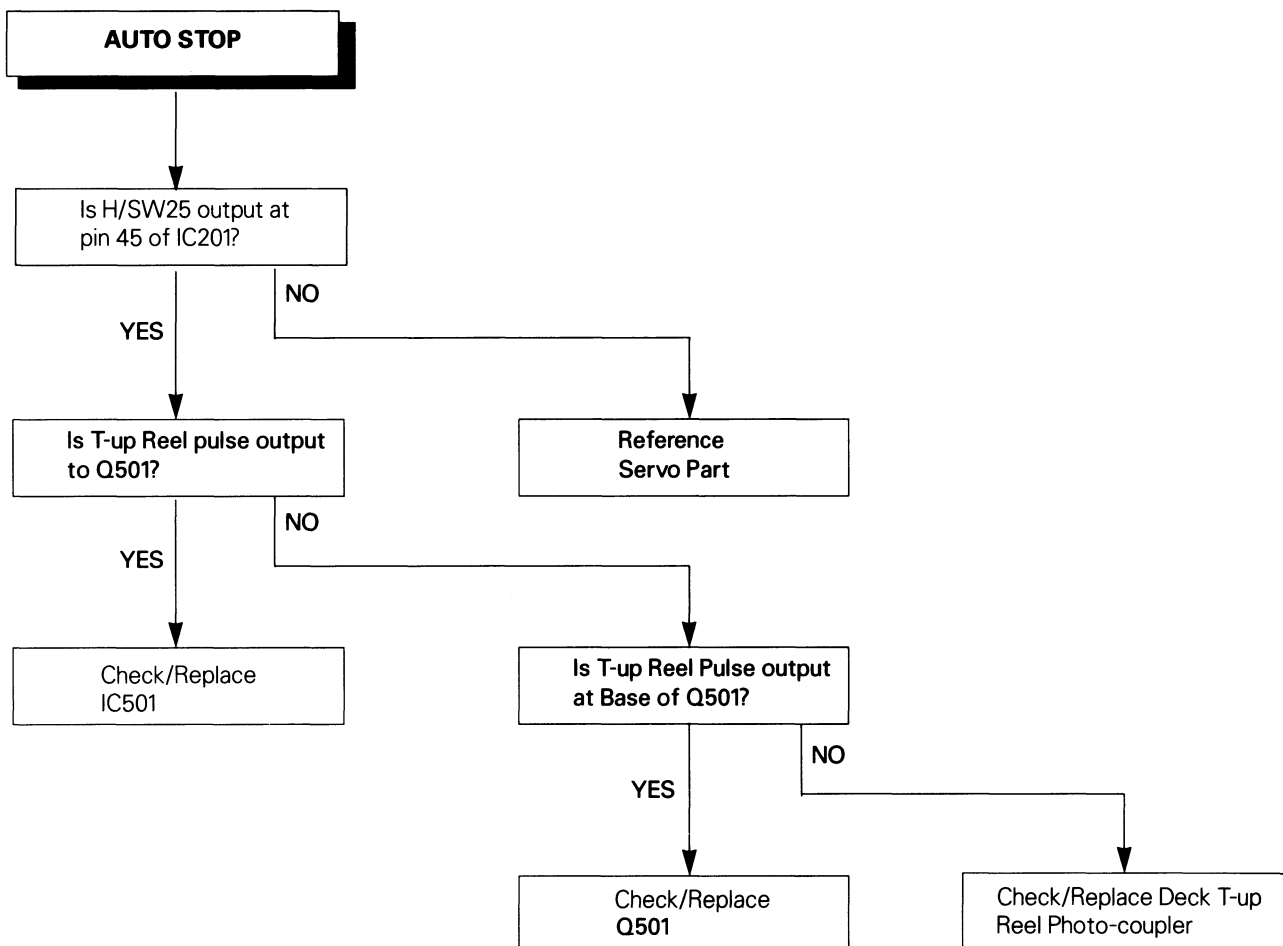 AUTO STOP
Is H/SW25 output at
pin 45 of IC201?
NO
YES
Is T-up Reel pulse output
to Q501?
Reference
Servo Part
NO
YES
Check/Replace
IC501
Is T-up Reel Pulse output
at Base of Q501?
NO
YES
Check/Replace
Q501
Check/Replace Deck T-up
Reel Photo-coupler